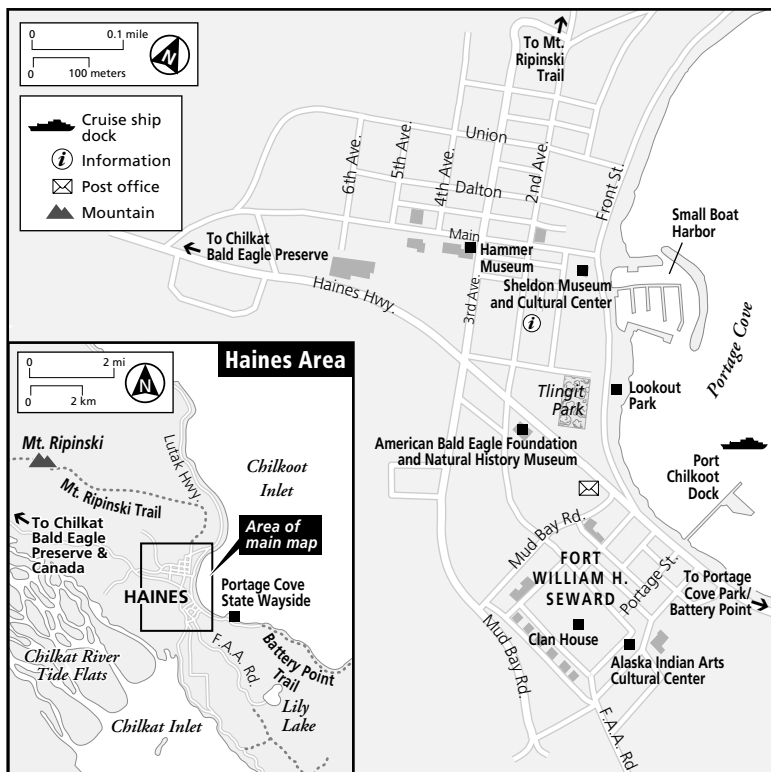 0 0.1 mile
0 100 meters
N
Cruise ship
dock
i Information
Post office
Mountain
To Mt.
Ripinski
Trail
Union
6th Ave.
5th Ave.
4th Ave.
2nd Ave.
Dalton
Front St.
Main
To Chilkat
Bald Eagle Preserve
Hammer
Museum
Small Boat
Harbor
Haines Hwy.
3rd Ave.
Sheldon Museum
and Cultural Center
i
Portage Cove
Tlingit
Park
Lookout
Park
American Bald Eagle Foundation
and Natural History Museum
Port
Chilkoot
Dock
Mud Bay Rd.
FORT
WILLIAM H.
SEWARD
Portage St.
To Portage
Cove Park/
Battery Point
Clan House
Mud Bay Rd.
Alaska Indian Arts
Cultural Center
F.A.A. Rd.
Haines Area
0 2 mi
0 2 km
N
Mt. Ripinski
Lutak Hwy.
Chilkoot
Inlet
Mt. Ripinski Trail
To Chilkat
Bald Eagle
Preserve &
Canada
Area of
main map
HAINES
Portage Cove
State Wayside
Chilkat River
Tide Flats
F.A.A. Rd.
Battery Point
Trail
Lily
Lake
Chilkat Inlet